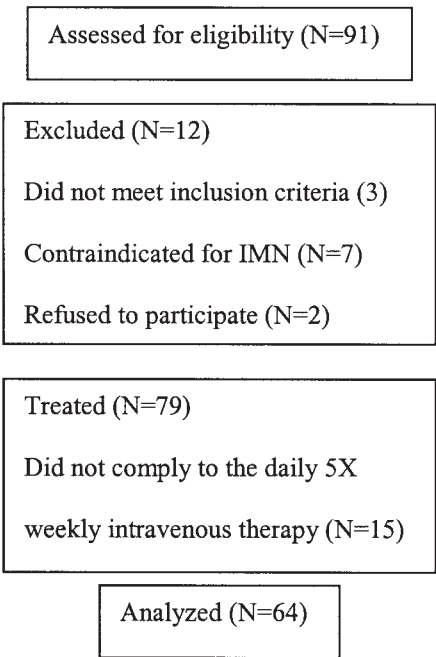 Assessed for eligibility (N=91)
Excluded (N=12)
Did not meet inclusion criteria (3)
Contraindicated for IMN (N=7)
Refused to participate (N=2)
Treated (N=79)
Did not comply to the daily 5X
weekly intravenous therapy (N=15)
Analyzed (N=64)